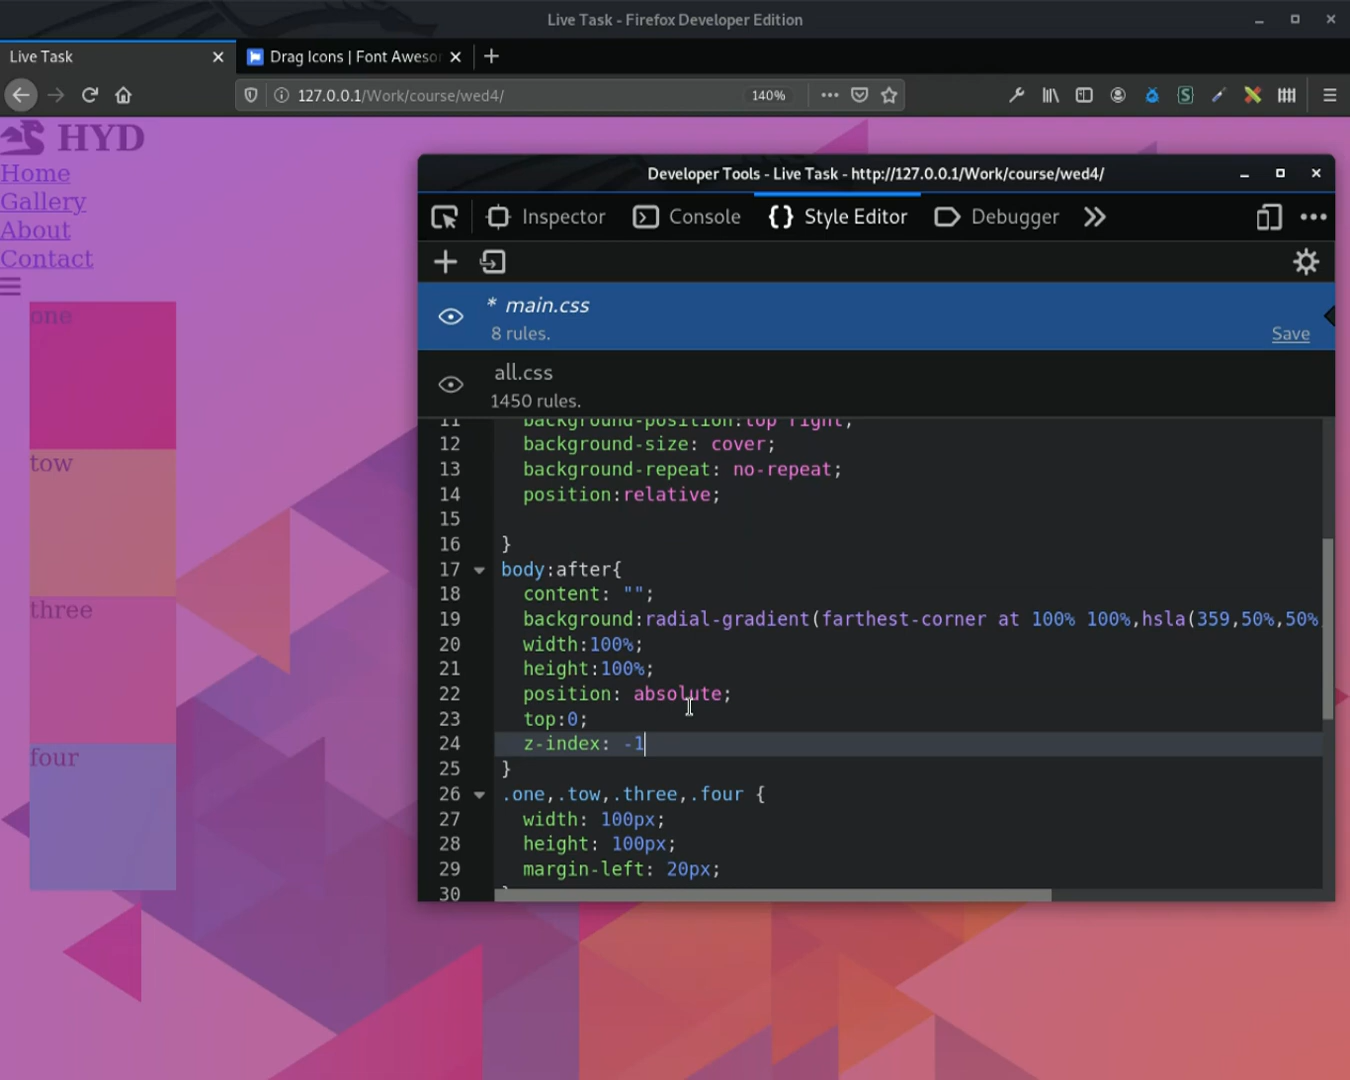 Live Task - Firefox Developer Edition
Live Task
Drag Icons | Font Aweso
127.0.0.1/Work/course/wed4/
140%
HYD
Home
Gallery
About
Contact
one
tow
three
four
Developer Tools - Live Task - http://127.0.0.1/Work/course/wed4/
Inspector
Console
{} Style Editor
Debugger
* main.css
8 rules.
Save
all.css
1450 rules.
11 background-position:top right;
12 background-size: cover;
13 background-repeat: no-repeat;
14 position:relative;
15
16 }
17 body:after{
18 content: "";
19 background:radial-gradient(farthest-corner at 100% 100%,hsla(359,50%,50%,
20 width:100%;
21 height:100%;
22 position: absolute;
23 top:0;
24 z-index: -1
25 }
26 .one,.tow,.three,.four {
27 width: 100px;
28 height: 100px;
29 margin-left: 20px;
30 }